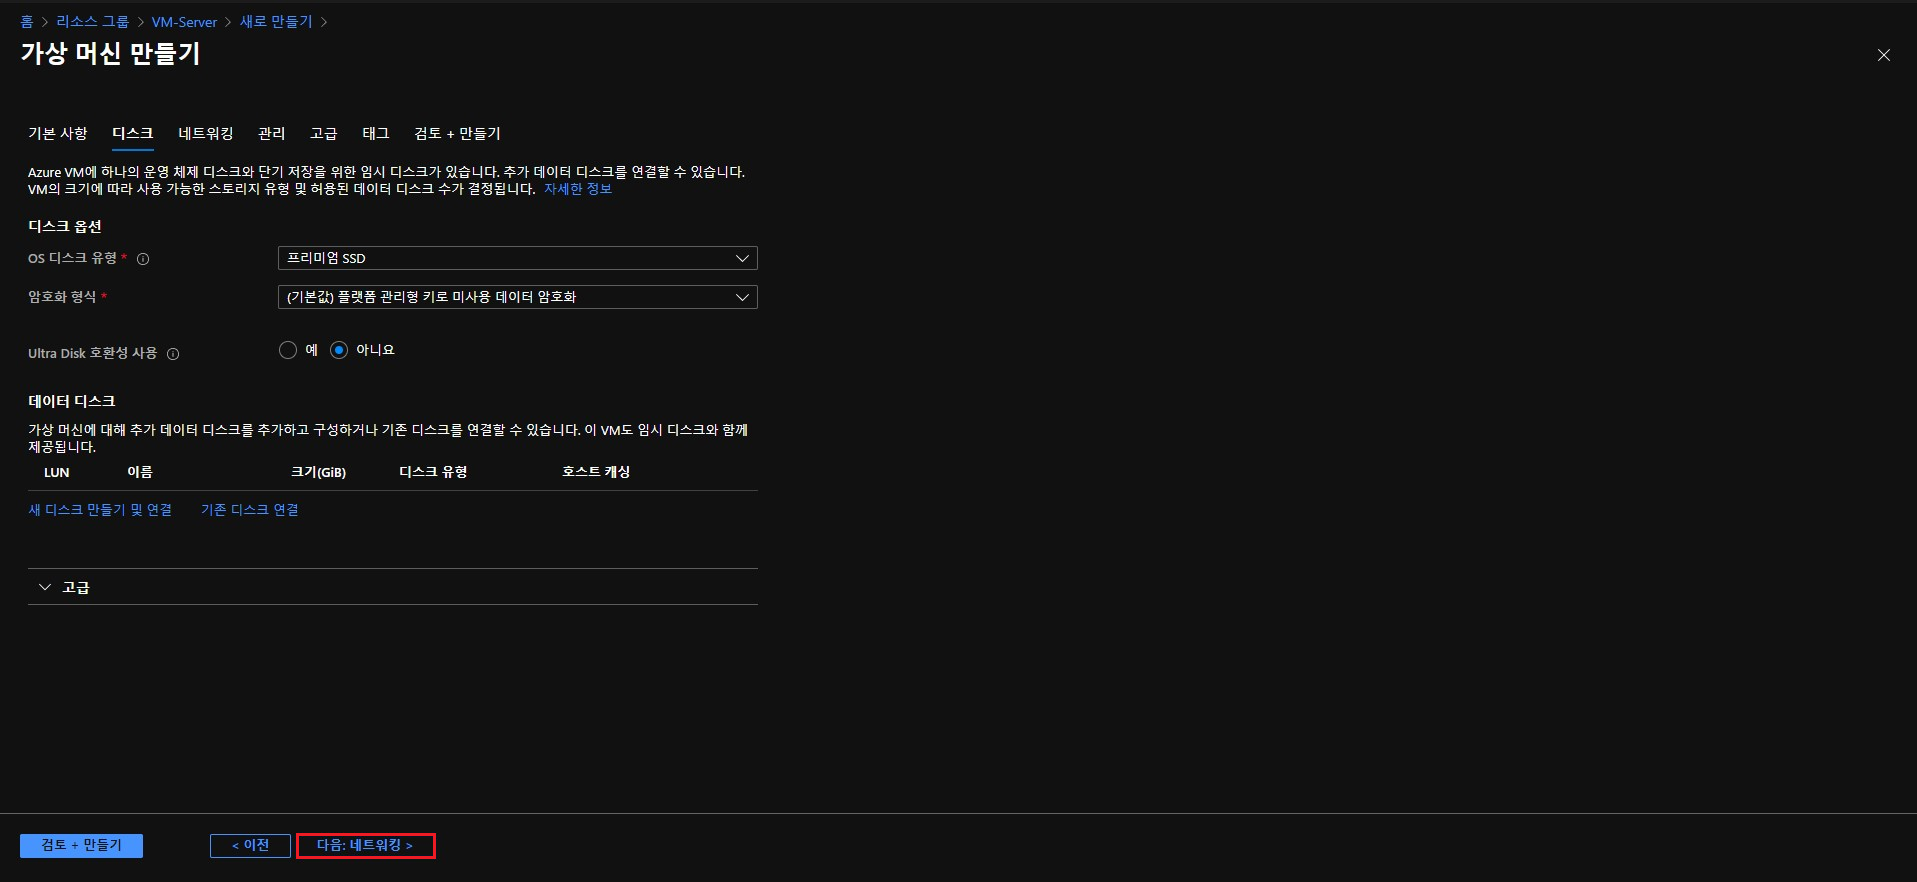 홈 > 리소스 그룹 > VM-Server > 새로 만들기 >
가상 머신 만들기
기본 사항 디스크 네트워킹 관리 고급 태그 검토 + 만들기
Azure VM에 하나의 운영 체제 디스크와 단기 저장을 위한 임시 디스크가 있습니다. 추가 데이터 디스크를 연결할 수 있습니다.
VM의 크기에 따라 사용 가능한 스토리지 유형 및 허용된 데이터 디스크 수가 결정됩니다. 자세한 정보
디스크 옵션
OS 디스크 유형 * 프리미엄 SSD
암호화 형식 * (기본값) 플랫폼 관리형 키로 미사용 데이터 암호화
Ultra Disk 호환성 사용 예 아니요
데이터 디스크
가상 머신에 대해 추가 데이터 디스크를 추가하고 구성하거나 기존 디스크를 연결할 수 있습니다. 이 VM도 임시 디스크와 함께
제공됩니다.
LUN 이름 크기(GiB) 디스크 유형 호스트 캐싱
새 디스크 만들기 및 연결 기존 디스크 연결
고급
검토 + 만들기 < 이전 다음: 네트워킹 >